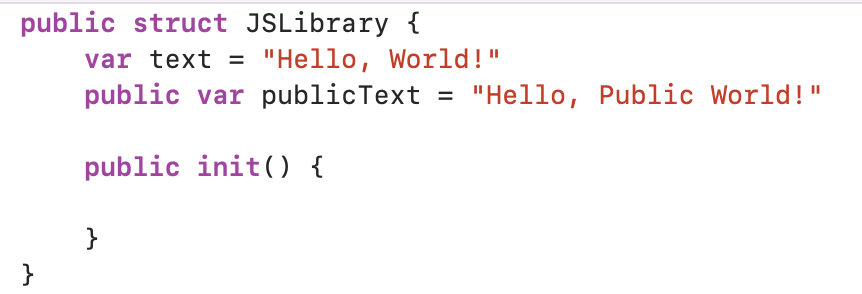 public struct JSLibrary {
    var text = "Hello, World!"
    public var publicText = "Hello, Public World!"

    public init() {

    }
}